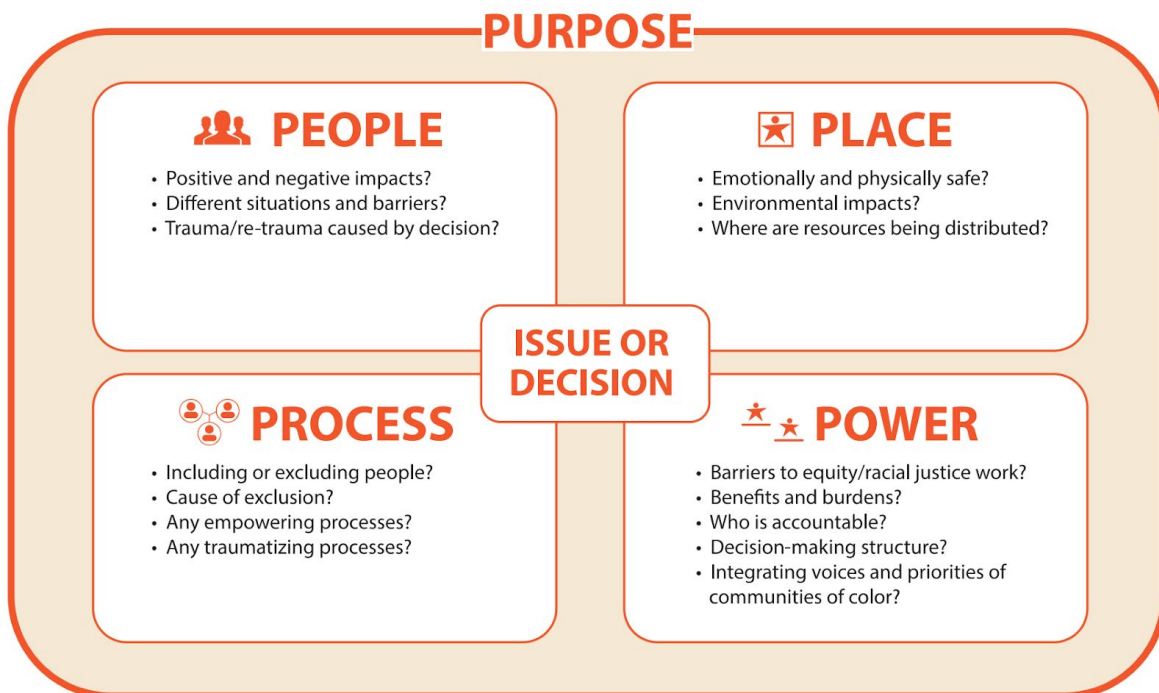 PURPOSE
PEOPLE
• Positive and negative impacts?
• Different situations and barriers?
• Trauma/re-trauma caused by decision?
PLACE
• Emotionally and physically safe?
• Environmental impacts?
• Where are resources being distributed?
ISSUE OR
DECISION
PROCESS
• Including or excluding people?
• Cause of exclusion?
• Any empowering processes?
• Any traumatizing processes?
POWER
• Barriers to equity/racial justice work?
• Benefits and burdens?
• Who is accountable?
• Decision-making structure?
• Integrating voices and priorities of
communities of color?